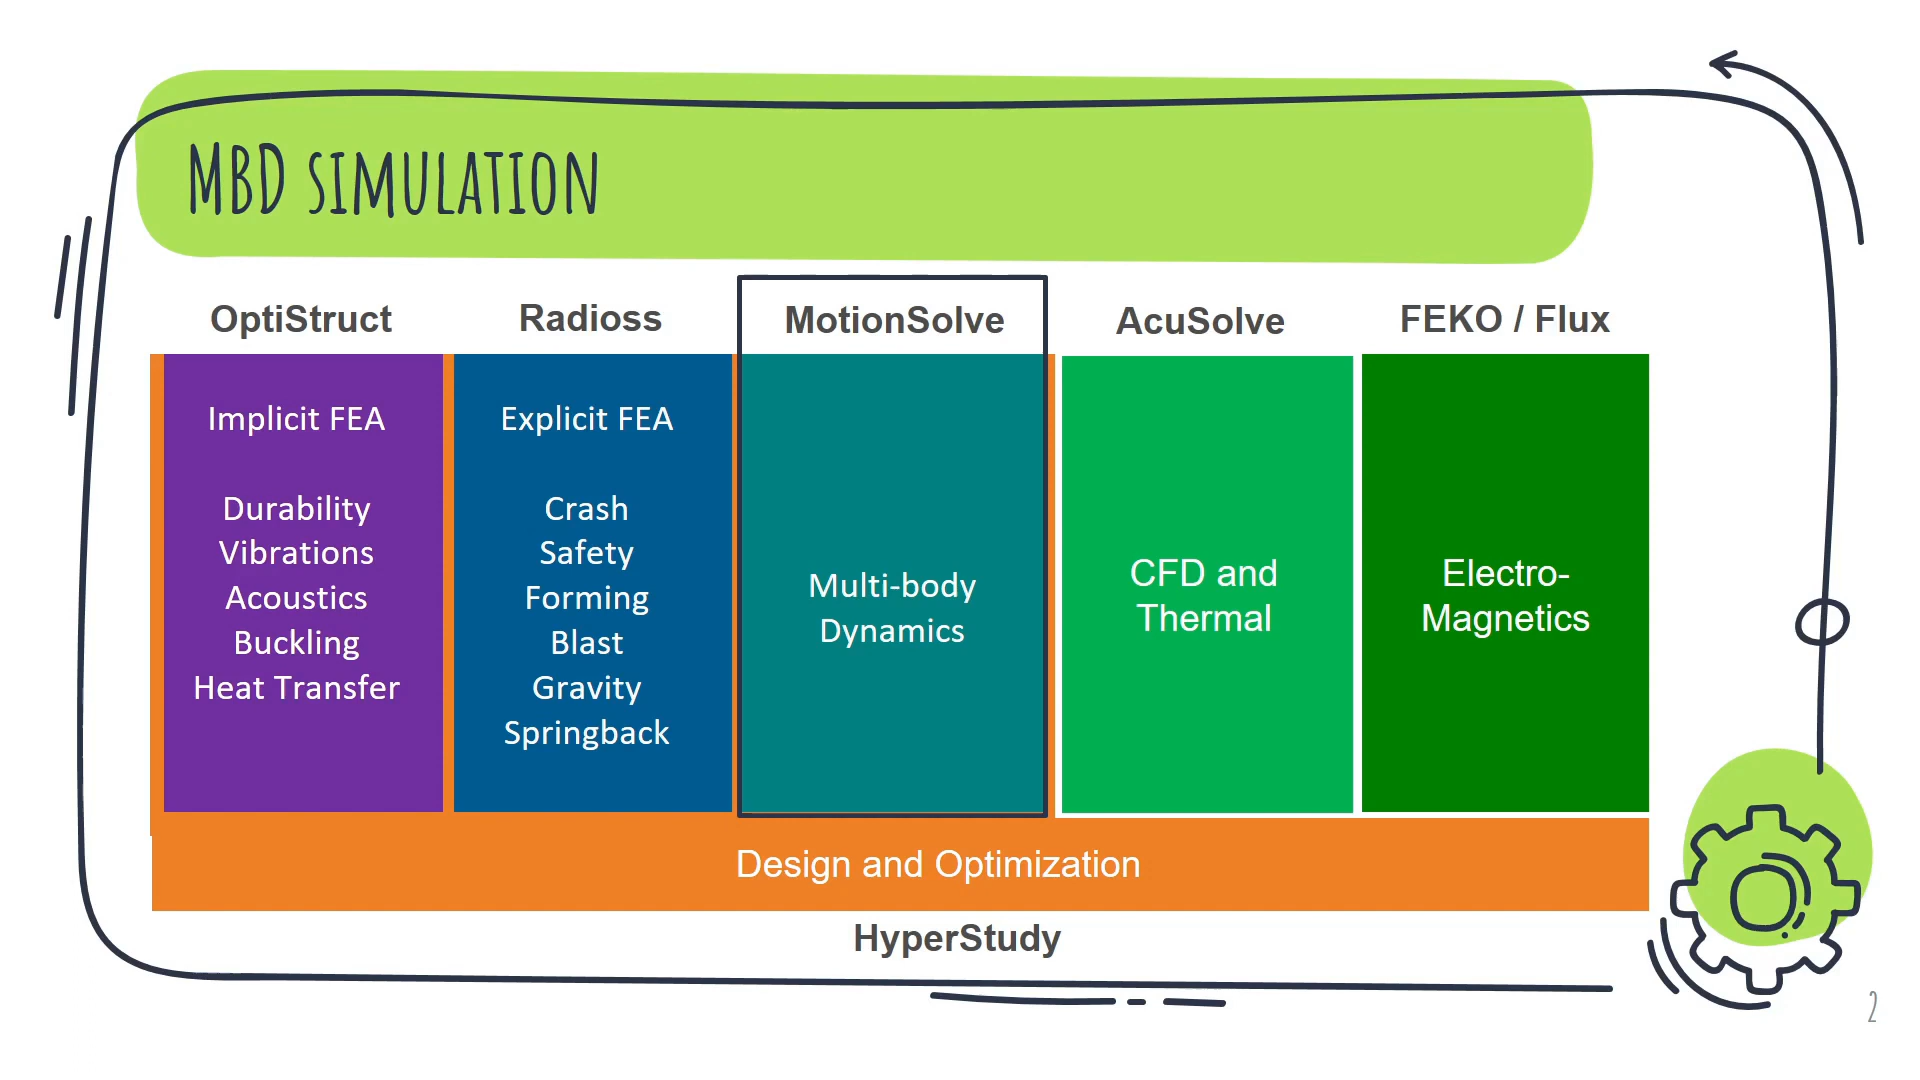 MBD SIMULATION
OptiStruct
Implicit FEA
Durability
Vibrations
Acoustics
Buckling
Heat Transfer
Radioss
Explicit FEA
Crash
Safety
Forming
Blast
Gravity
Springback
MotionSolve
Multi-body
Dynamics
AcuSolve
CFD and
Thermal
FEKO / Flux
Electro-
Magnetics
Design and Optimization
HyperStudy
2